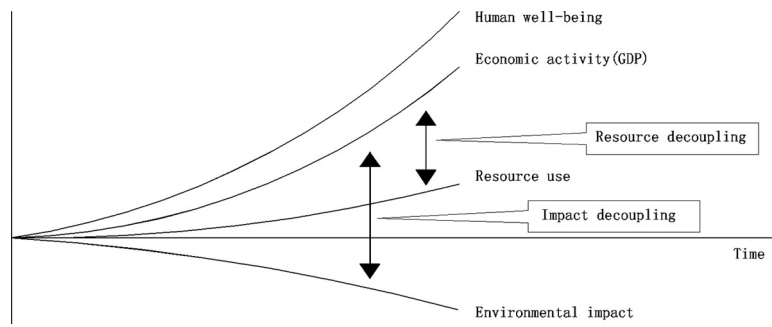 Human well-being
Economic activity(GDP)
Resource decoupling
Resource use
Impact decoupling
Time
Environmental impact